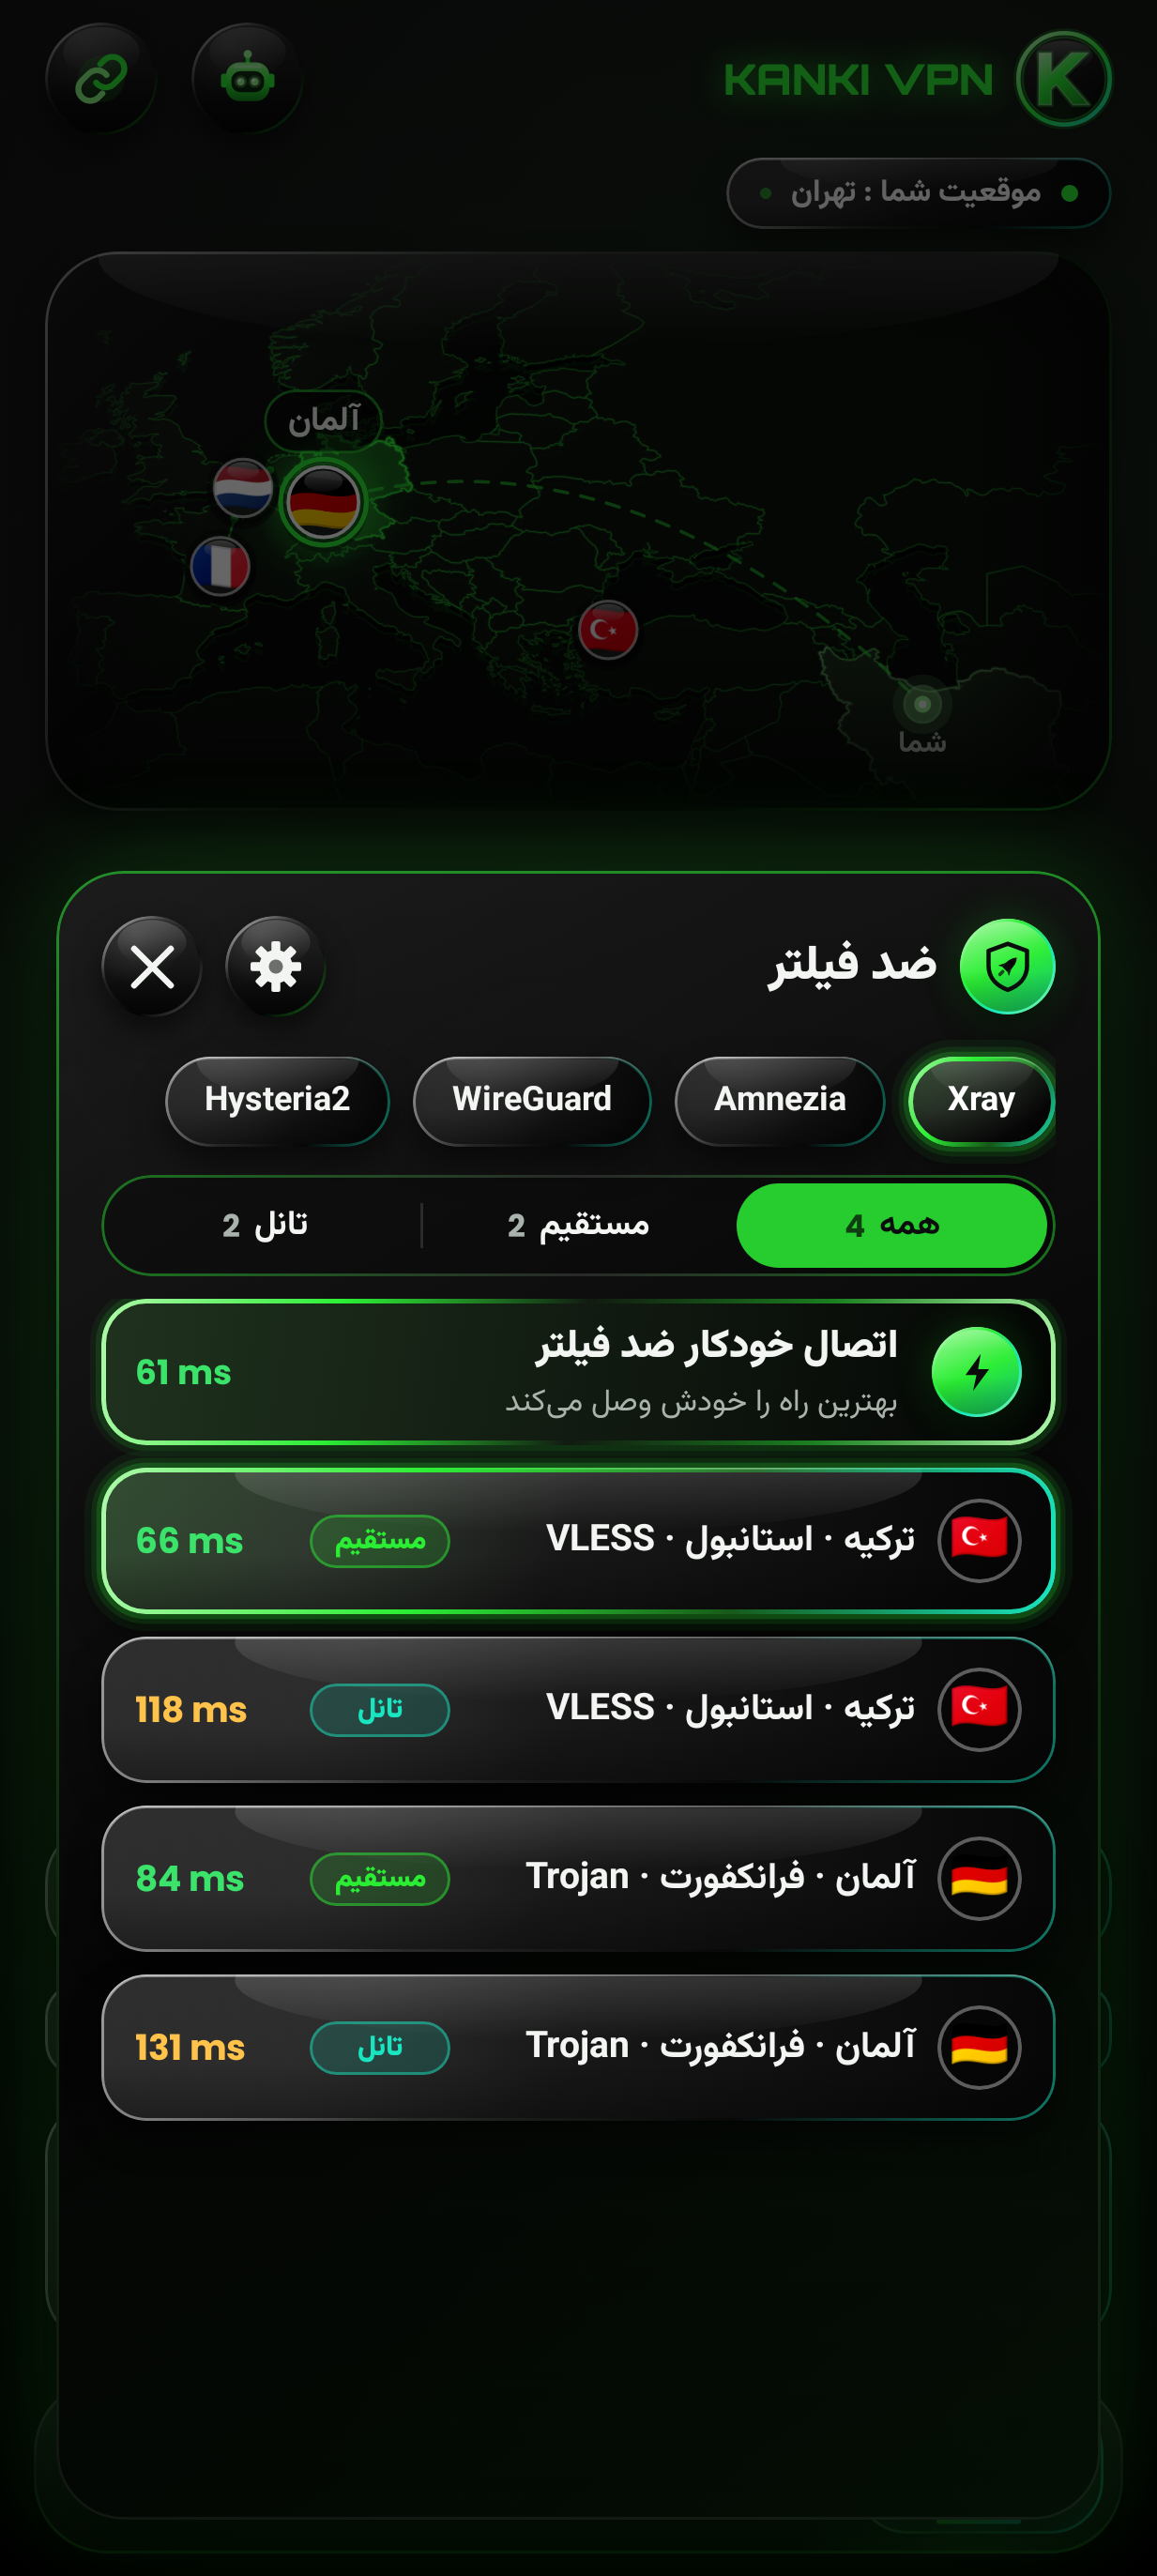 KANKI VPN K
موقعیت شما : تهران
آلمان
شما
ضد فیلتر
Xray Amnezia WireGuard Hysteria2
همه 4 مستقیم 2 تانل 2
اتصال خودکار ضد فیلتر
61 ms
بهترین راه را خودش وصل می‌کند
ترکیه · استانبول · VLESS مستقیم 66 ms
ترکیه · استانبول · VLESS تانل 118 ms
آلمان · فرانکفورت · Trojan مستقیم 84 ms
آلمان · فرانکفورت · Trojan تانل 131 ms